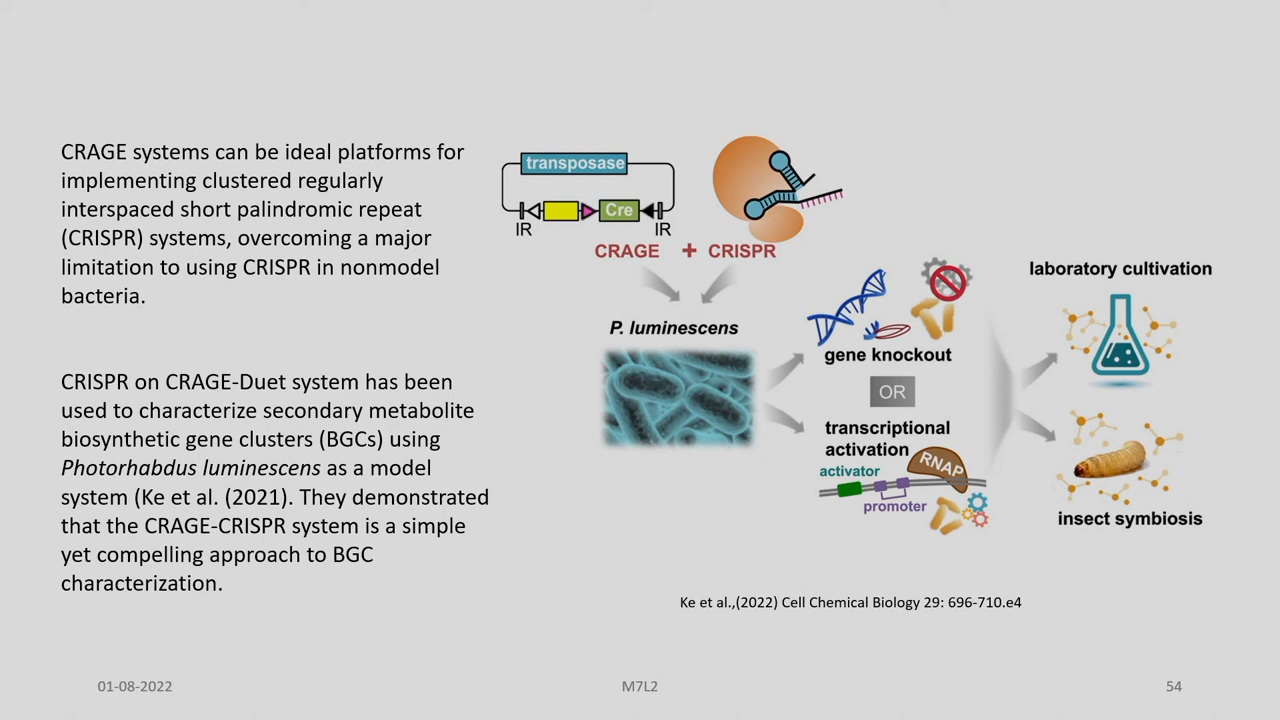 CRAGE systems can be ideal platforms for
implementing clustered regularly
interspaced short palindromic repeat
(CRISPR) systems, overcoming a major
limitation to using CRISPR in nonmodel
bacteria.
CRISPR on CRAGE-Duet system has been
used to characterize secondary metabolite
biosynthetic gene clusters (BGCs) using
Photorhabdus luminescens as a model
system (Ke et al. (2021). They demonstrated
that the CRAGE-CRISPR system is a simple
yet compelling approach to BGC
characterization.
transposase
Cre
IR
IR
CRAGE + CRISPR
P. luminescens
gene knockout
OR
transcriptional
activation
RNAP
activator
promoter
laboratory cultivation
insect symbiosis
Ke et al.,(2022) Cell Chemical Biology 29: 696-710.e4
01-08-2022
M7L2
54